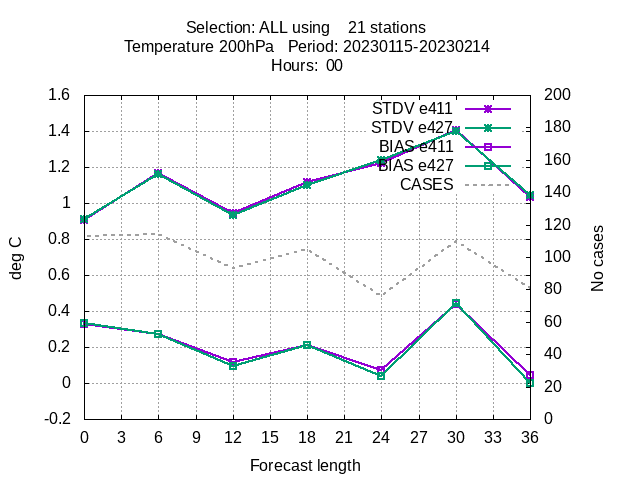 Selection: ALL using 21 stations
Temperature 200hPa Period: 20230115-20230214
Hours: 00
1.6
1.4
1.2
1
0.8
0.6
0.4
0.2
0
-0.2
deg C
STDV e411
STDV e427
BIAS e411
BIAS e427
CASES
200
180
160
140
120
100
80
60
40
20
0
No cases
0 3 6 9 12 15 18 21 24 27 30 33 36
Forecast length